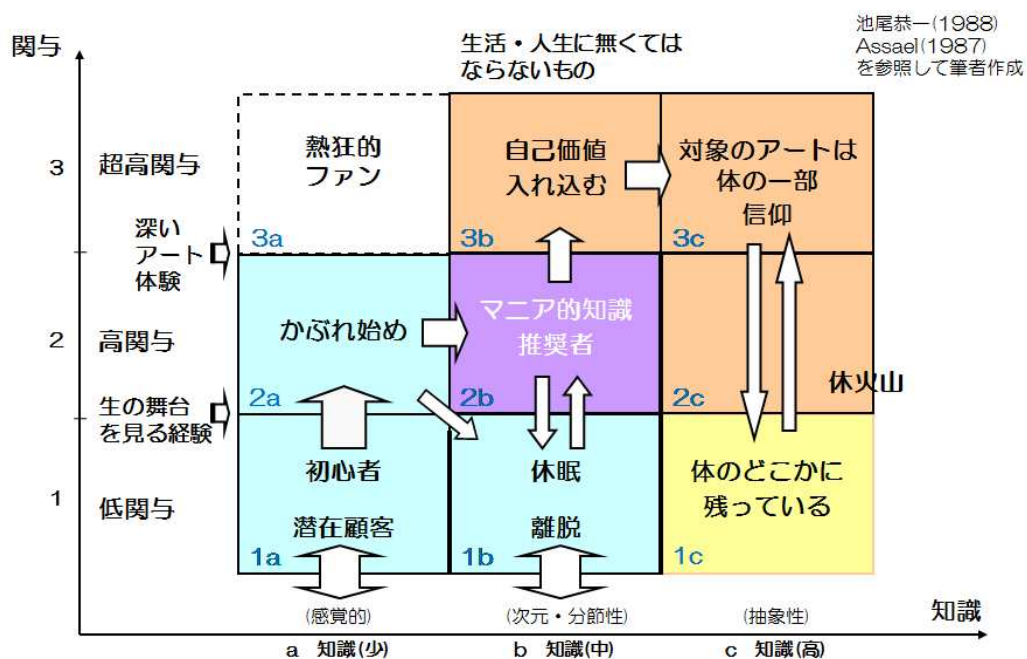 池尾恭一(1988)
Assael(1987)
を参照して筆者作成
関与
生活・人生に無くては
ならないもの
3 超高関与
熱狂的
ファン
3a
自己価値
入れ込む
3b
対象のアートは
体の一部
信仰
3c
深い
アート
体験
2 高関与
かぶれ始め
2a
マニア的知識
推奨者
2b
休火山
2c
生の舞台
を見る経験
1 低関与
初心者
潜在顧客
1a
休眠
離脱
1b
体のどこかに
残っている
1c
(感覚的)
(次元・分節性)
(抽象性)
知識
a 知識(少)
b 知識(中)
c 知識(高)